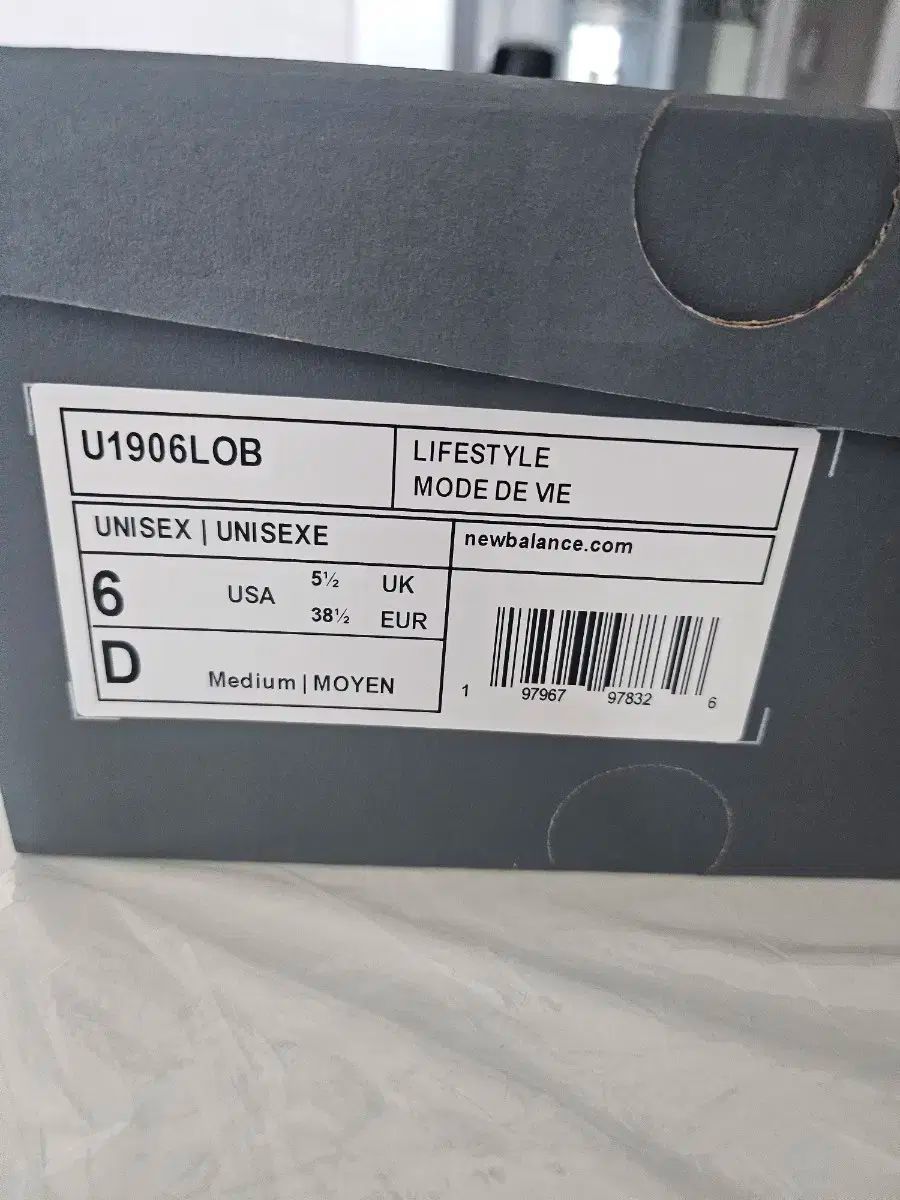 U1906LOB
LIFESTYLE
MODE DE VIE
UNISEX | UNISEXE
newbalance.com
6 USA 5½ UK
38½ EUR
D Medium | MOYEN
1 97967 97832 6